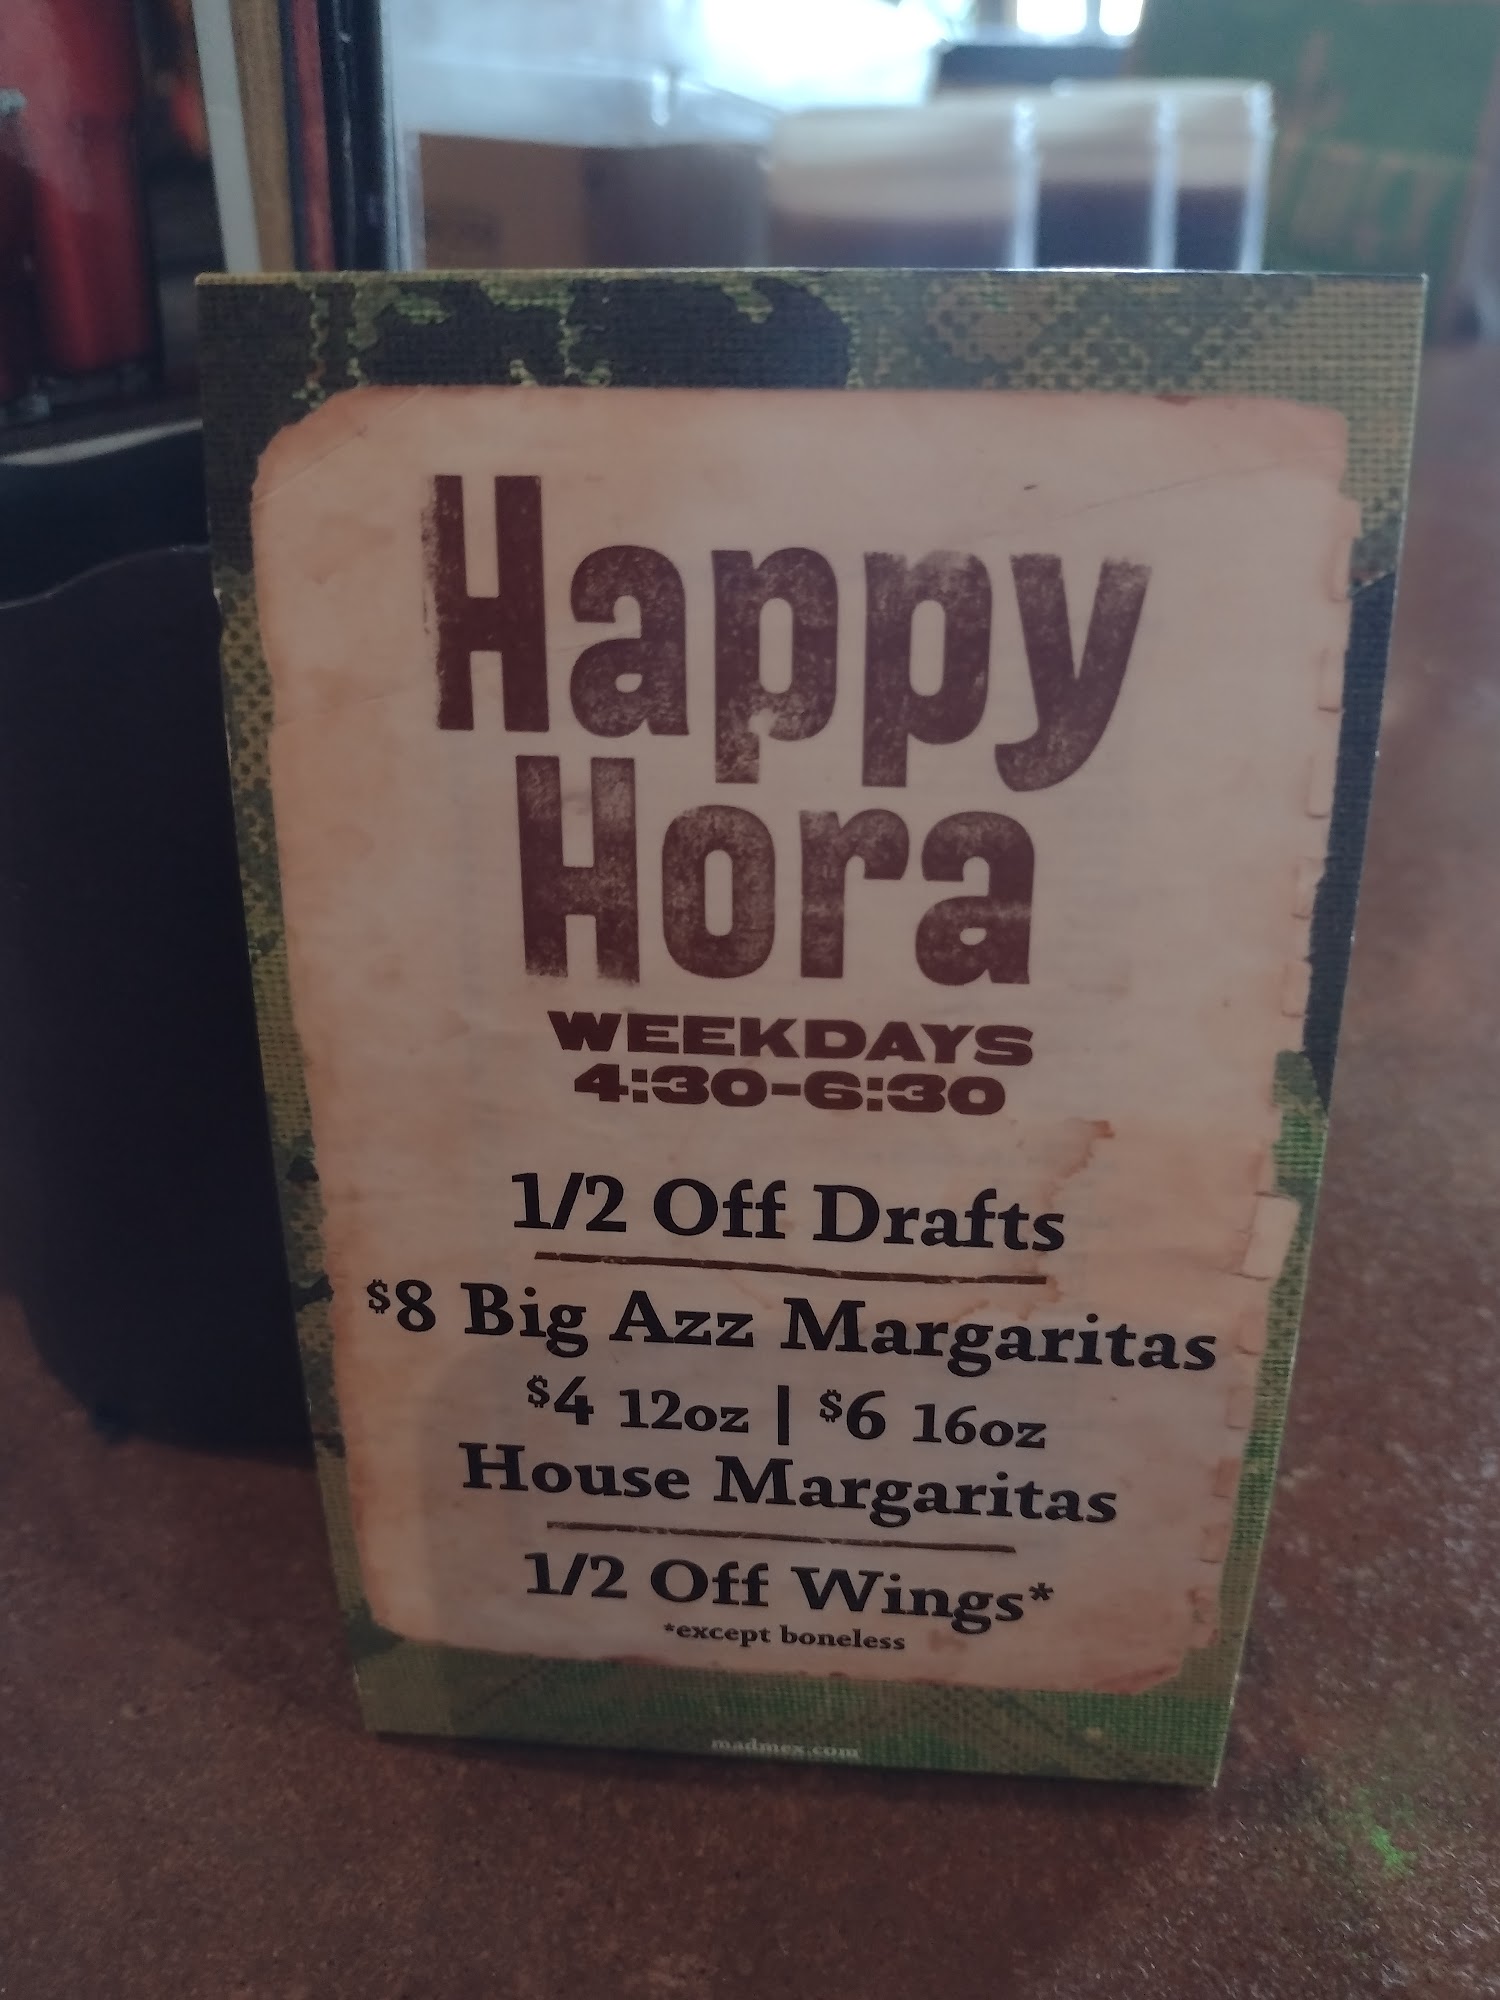 Happy
Hora
WEEKDAYS
4:30-6:30
1/2 Off Drafts
$8 Big Azz Margaritas
$4 12oz | $6 16oz
House Margaritas
1/2 Off Wings*
*except boneless
madmex.com